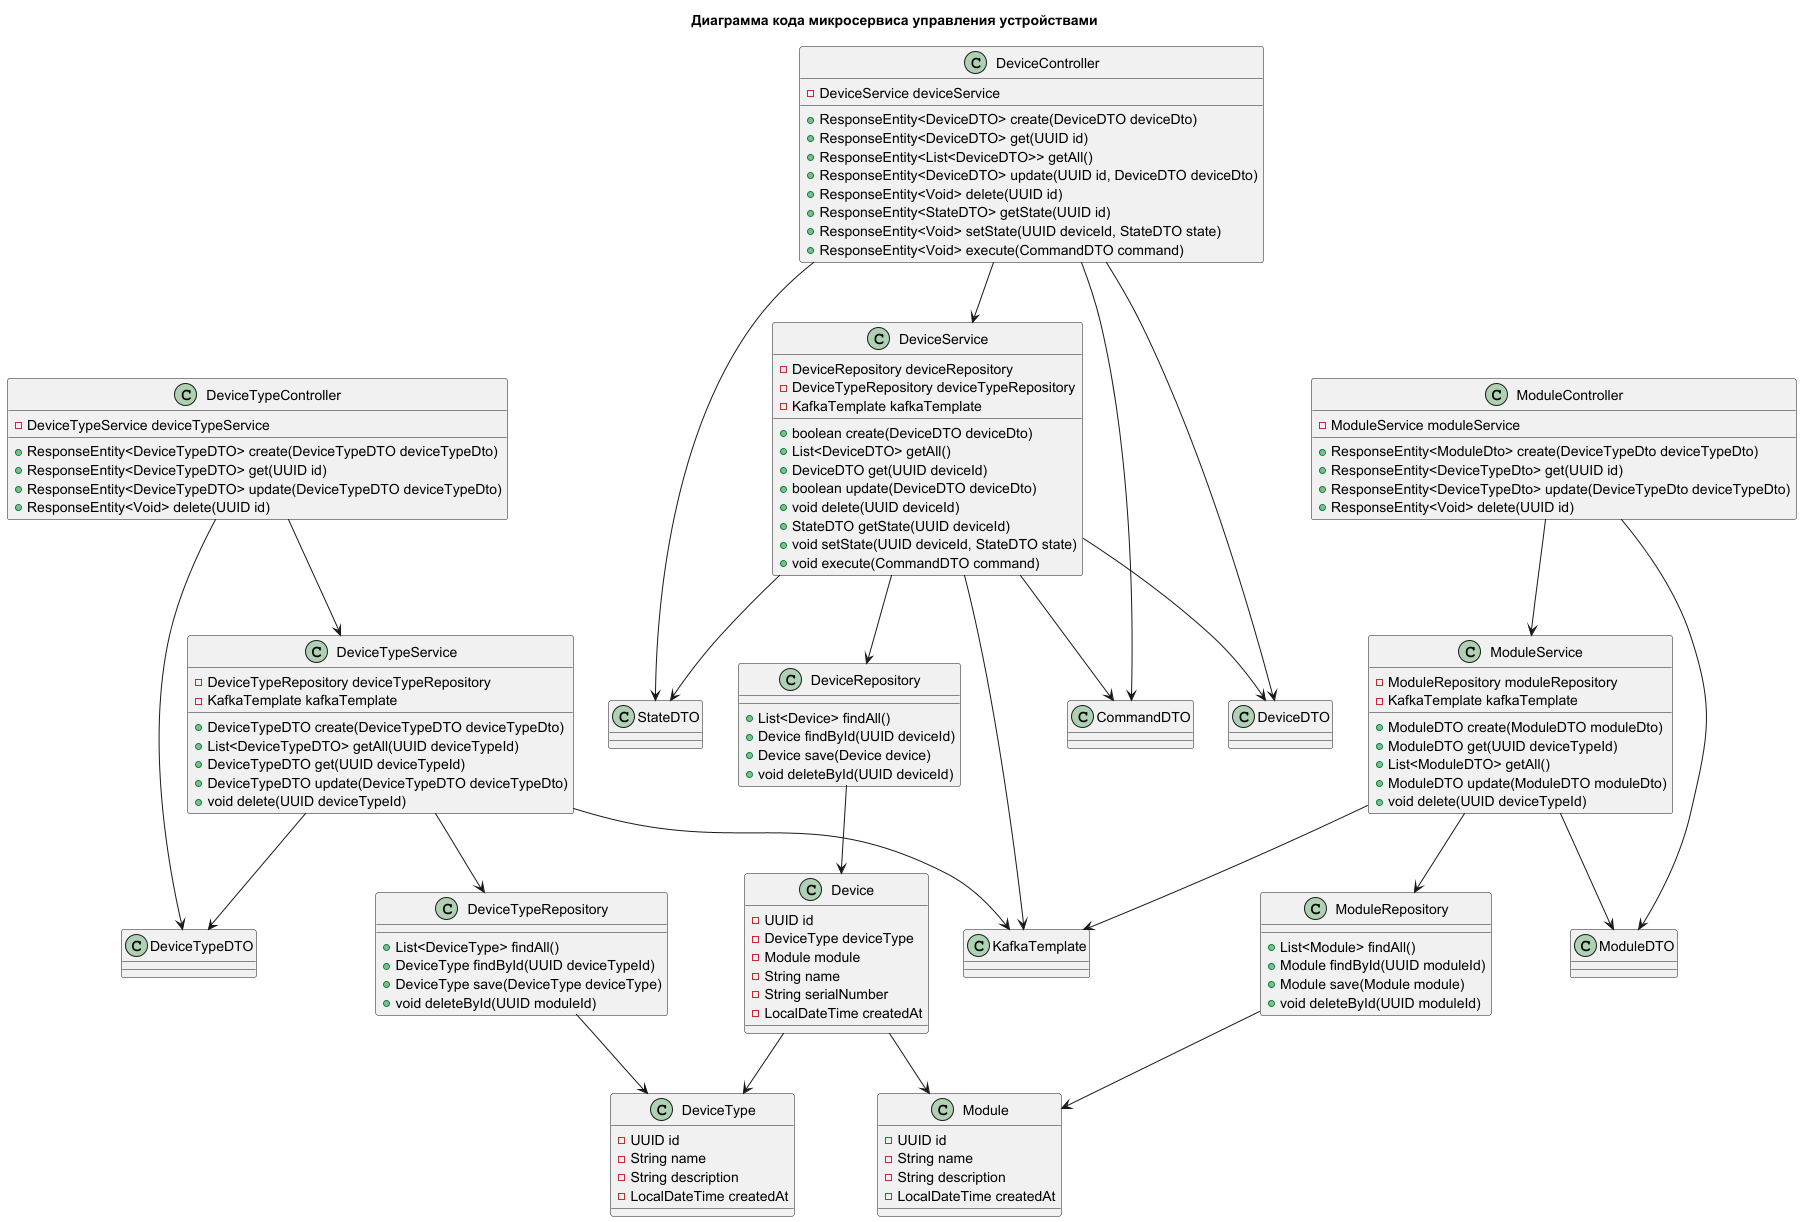 Диаграмма кода микросервиса управления устройствами
C DeviceController
DeviceService deviceService
ResponseEntity<DeviceDTO> create(DeviceDTO deviceDto)
ResponseEntity<DeviceDTO> get(UUID id)
ResponseEntity<List<DeviceDTO>> getAll()
ResponseEntity<DeviceDTO> update(UUID id, DeviceDTO deviceDto)
ResponseEntity<Void> delete(UUID id)
ResponseEntity<StateDTO> getState(UUID id)
ResponseEntity<Void> setState(UUID deviceId, StateDTO state)
ResponseEntity<Void> execute(CommandDTO command)
C DeviceService
DeviceRepository deviceRepository
DeviceTypeRepository deviceTypeRepository
KafkaTemplate kafkaTemplate
boolean create(DeviceDTO deviceDto)
List<DeviceDTO> getAll()
DeviceDTO get(UUID deviceId)
boolean update(DeviceDTO deviceDto)
void delete(UUID deviceId)
StateDTO getState(UUID deviceId)
void setState(UUID deviceId, StateDTO state)
void execute(CommandDTO command)
C DeviceTypeController
DeviceTypeService deviceTypeService
ResponseEntity<DeviceTypeDTO> create(DeviceTypeDTO deviceTypeDto)
ResponseEntity<DeviceTypeDTO> get(UUID id)
ResponseEntity<DeviceTypeDTO> update(DeviceTypeDTO deviceTypeDto)
ResponseEntity<Void> delete(UUID id)
C ModuleController
ModuleService moduleService
ResponseEntity<ModuleDto> create(DeviceTypeDto deviceTypeDto)
ResponseEntity<DeviceTypeDto> get(UUID id)
ResponseEntity<DeviceTypeDto> update(DeviceTypeDto deviceTypeDto)
ResponseEntity<Void> delete(UUID id)
C DeviceTypeService
DeviceTypeRepository deviceTypeRepository
KafkaTemplate kafkaTemplate
DeviceTypeDTO create(DeviceTypeDTO deviceTypeDto)
List<DeviceTypeDTO> getAll(UUID deviceTypeId)
DeviceTypeDTO get(UUID deviceTypeId)
DeviceTypeDTO update(DeviceTypeDTO deviceTypeDto)
void delete(UUID deviceTypeId)
C StateDTO
C DeviceRepository
List<Device> findAll()
Device findById(UUID deviceId)
Device save(Device device)
void deleteById(UUID deviceId)
C CommandDTO
C DeviceDTO
C ModuleService
ModuleRepository moduleRepository
KafkaTemplate kafkaTemplate
ModuleDTO create(ModuleDTO moduleDto)
ModuleDTO get(UUID deviceTypeId)
List<ModuleDTO> getAll()
ModuleDTO update(ModuleDTO moduleDto)
void delete(UUID deviceTypeId)
C DeviceTypeDTO
C DeviceTypeRepository
List<DeviceType> findAll()
DeviceType findById(UUID deviceTypeId)
DeviceType save(DeviceType deviceType)
void deleteById(UUID moduleId)
C Device
UUID id
DeviceType deviceType
Module module
String name
String serialNumber
LocalDateTime createdAt
C KafkaTemplate
C ModuleRepository
List<Module> findAll()
Module findById(UUID moduleId)
Module save(Module module)
void deleteById(UUID moduleId)
C ModuleDTO
C DeviceType
UUID id
String name
String description
LocalDateTime createdAt
C Module
UUID id
String name
String description
LocalDateTime createdAt